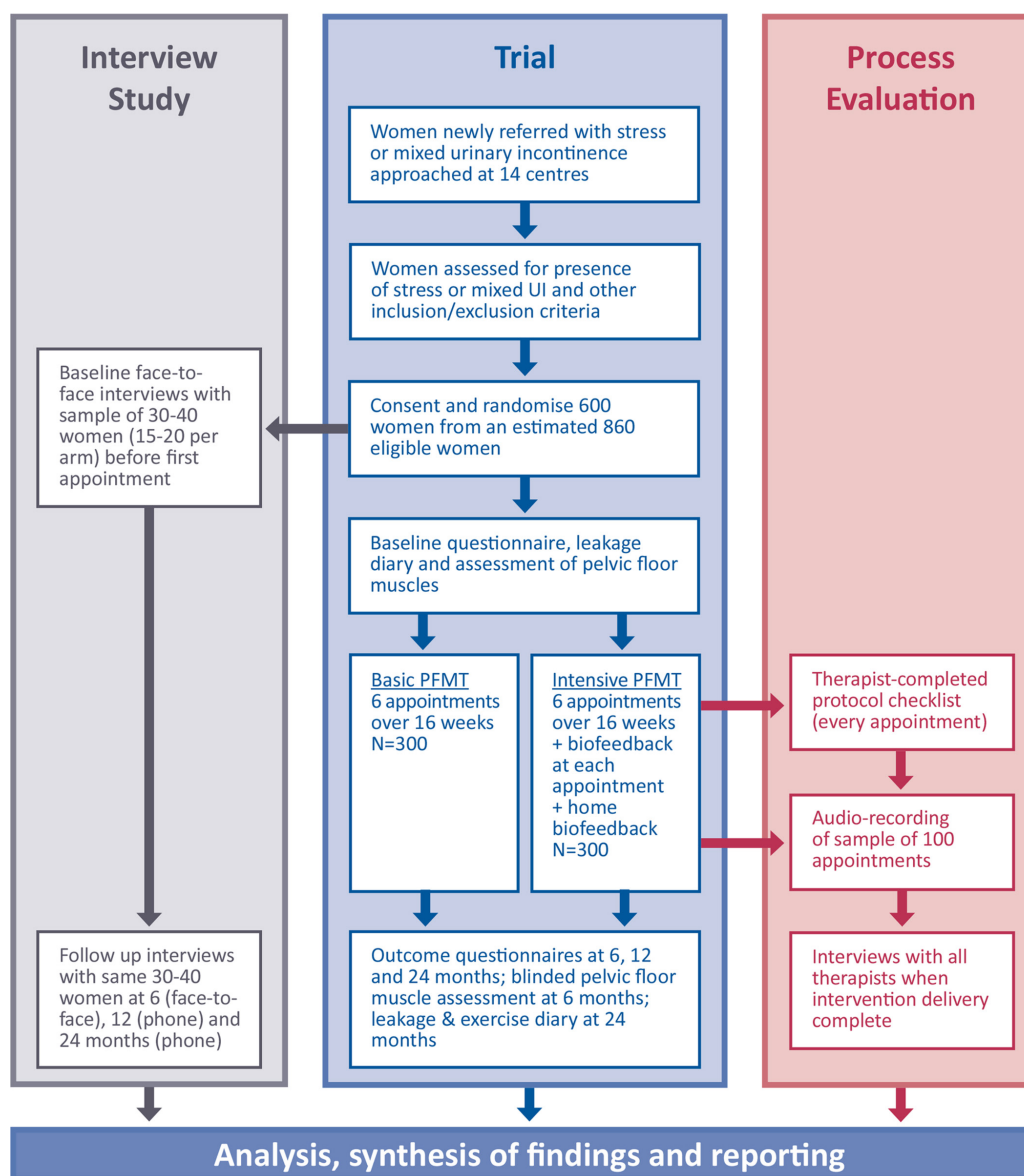 Interview
Study
Baseline face-to-
face interviews with
sample of 30-40
women (15-20 per
arm) before first
appointment
Follow up interviews
with same 30-40
women at 6 (face-to-
face), 12 (phone) and
24 months (phone)
Trial
Women newly referred with stress
or mixed urinary incontinence
approached at 14 centres
Women assessed for presence
of stress or mixed UI and other
inclusion/exclusion criteria
Consent and randomise 600
women from an estimated 860
eligible women
Baseline questionnaire, leakage
diary and assessment of pelvic floor
muscles
Basic PFMT
6 appointments
over 16 weeks
N=300
Intensive PFMT
6 appointments
over 16 weeks
+ biofeedback
at each
appointment
+ home
biofeedback
N=300
Outcome questionnaires at 6, 12
and 24 months; blinded pelvic floor
muscle assessment at 6 months;
leakage & exercise diary at 24
months
Process
Evaluation
Therapist-completed
protocol checklist
(every appointment)
Audio-recording
of sample of 100
appointments
Interviews with all
therapists when
intervention delivery
complete
Analysis, synthesis of findings and reporting